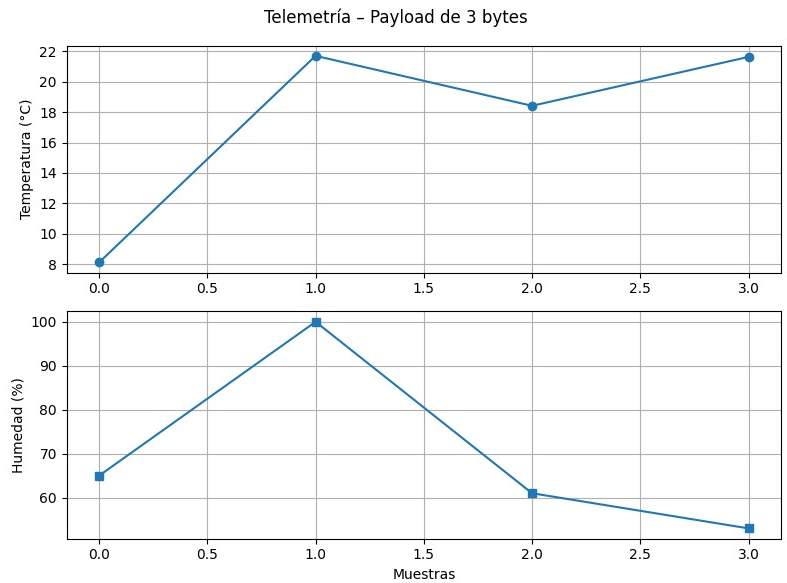 Telemetría – Payload de 3 bytes
Temperatura (°C)
22
20
18
16
14
12
10
8
0.0 0.5 1.0 1.5 2.0 2.5 3.0
Humedad (%)
100
90
80
70
60
0.0 0.5 1.0 1.5 2.0 2.5 3.0
Muestras